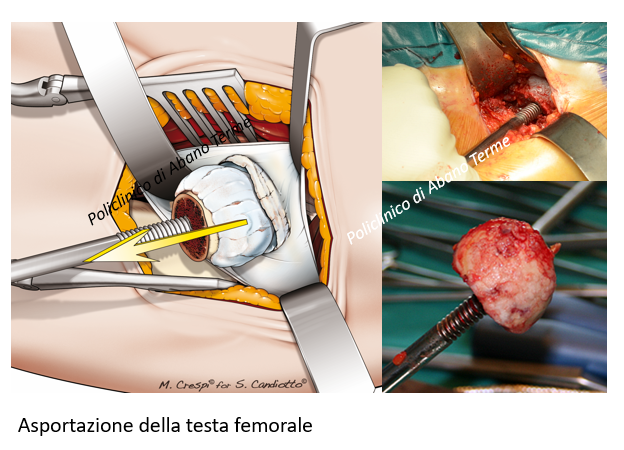 Policlinico di Abano Terme
Policlinico di Abano Terme
M. Crespi© for S. Candiotto©
Asportazione della testa femorale